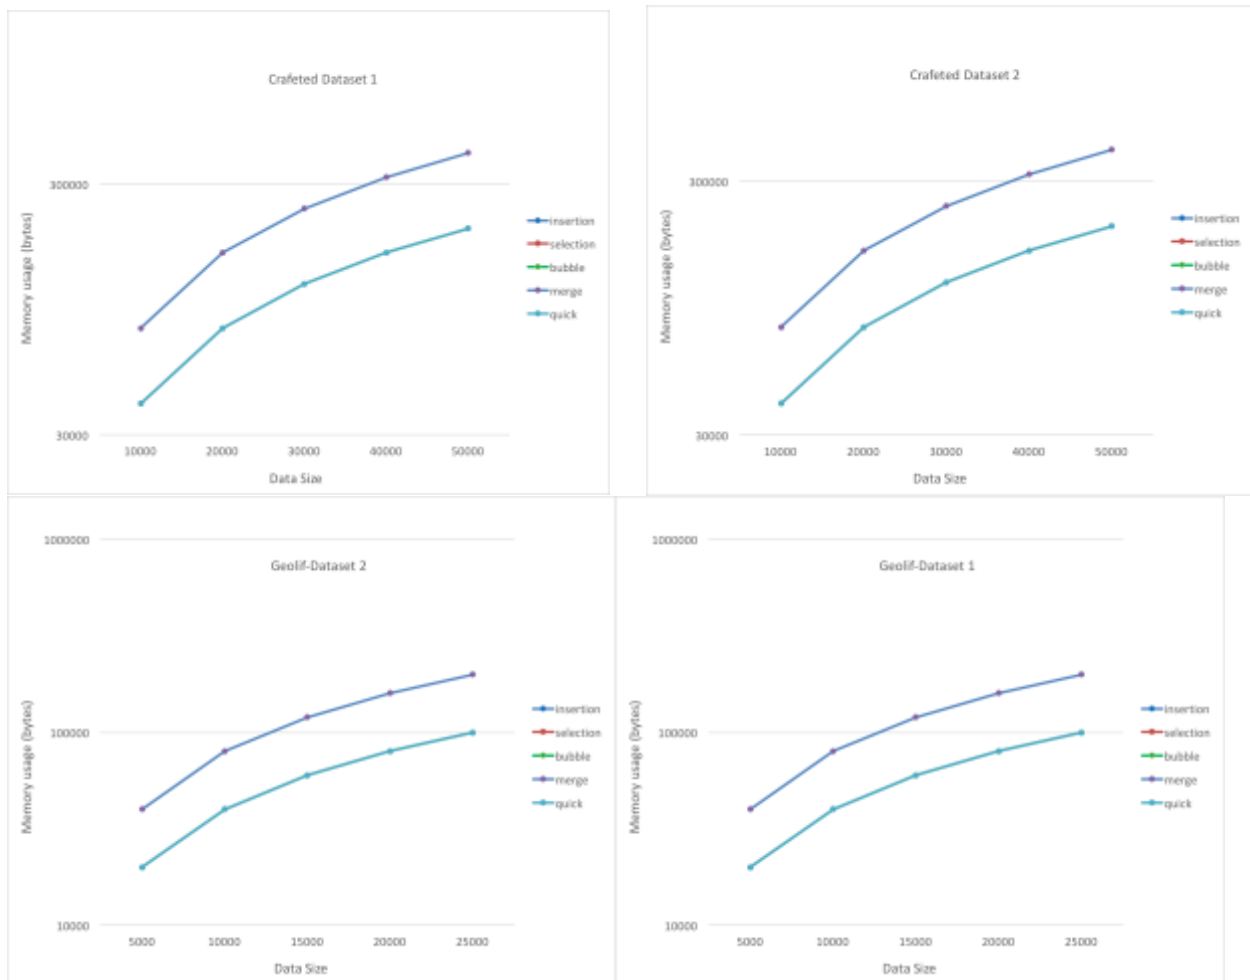 Crafeted Dataset 1
300000
30000
Memory usage (bytes)
10000 20000 30000 40000 50000
Data Size
insertion
selection
bubble
merge
quick
Crafeted Dataset 2
300000
30000
Memory usage (bytes)
10000 20000 30000 40000 50000
Data Size
insertion
selection
bubble
merge
quick
1000000
Geolif-Dataset 2
100000
10000
Memory usage (bytes)
5000 10000 15000 20000 25000
Data Size
insertion
selection
bubble
merge
quick
1000000
Geolif-Dataset 1
100000
10000
Memory usage (bytes)
5000 10000 15000 20000 25000
Data Size
insertion
selection
bubble
merge
quick